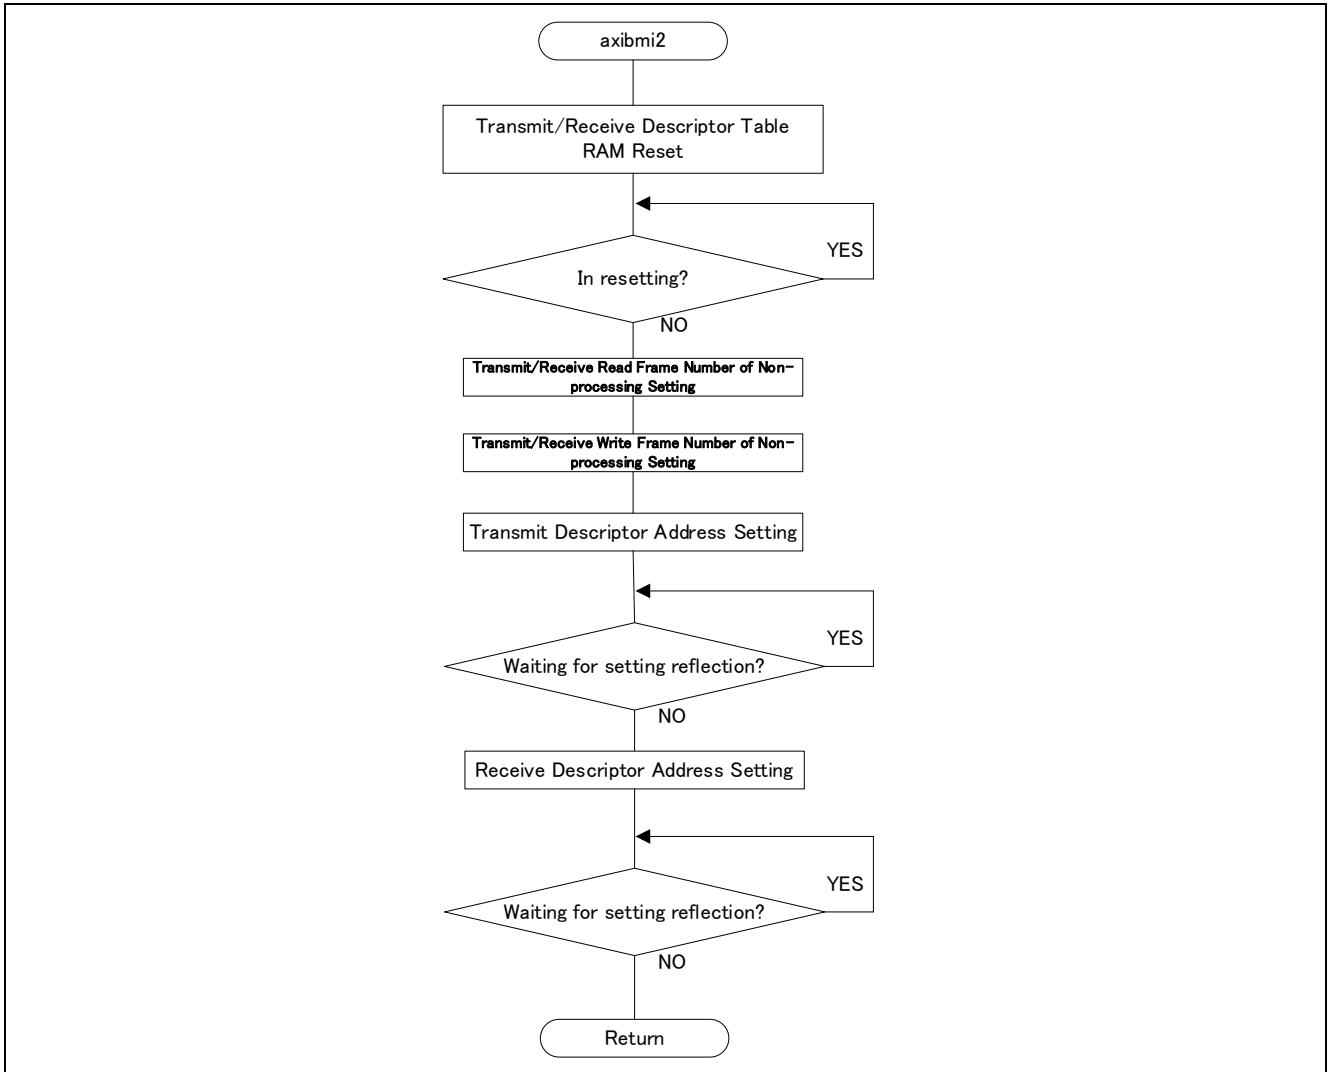 axibmi2
Transmit/Receive Descriptor Table
RAM Reset
YES
In resetting?
NO
Transmit/Receive Read Frame Number of Non-
processing Setting
Transmit/Receive Write Frame Number of Non-
processing Setting
Transmit Descriptor Address Setting
YES
Waiting for setting reflection?
NO
Receive Descriptor Address Setting
YES
Waiting for setting reflection?
NO
Return